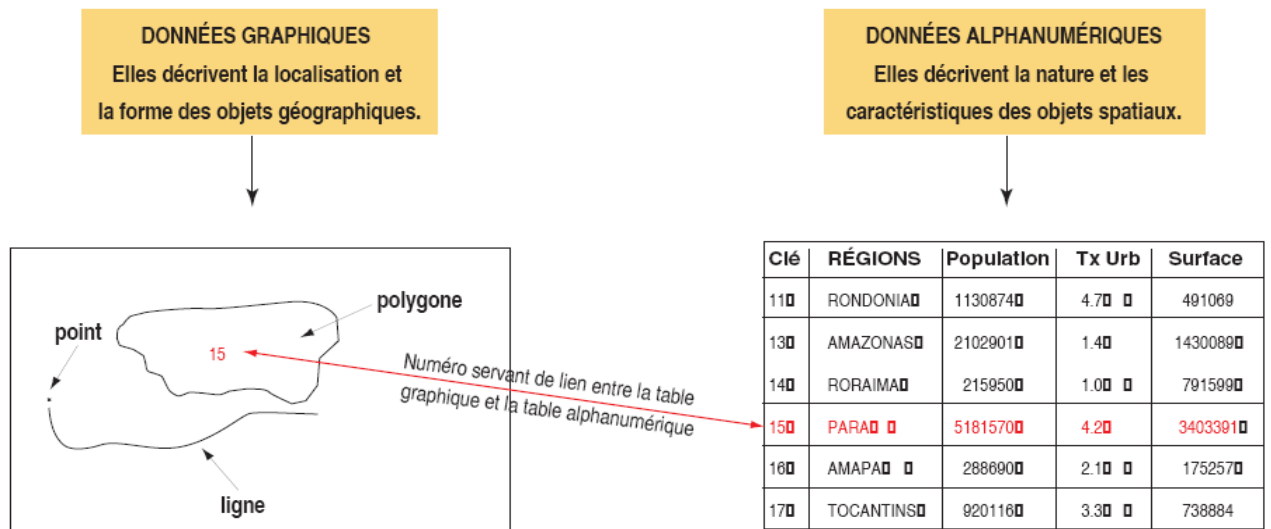 DONNÉES GRAPHIQUES
Elles décrivent la localisation et
la forme des objets géographiques.
DONNÉES ALPHANUMÉRIQUES
Elles décrivent la nature et les
caractéristiques des objets spatiaux.
point
polygone
15
ligne
Numéro servant de lien entre la table
graphique et la table alphanumérique
Clé RÉGIONS Population Tx Urb Surface
11 RONDONIA 1130874 4.7 491069
13 AMAZONAS 2102901 1.4 1430089
14 RORAIMA 215950 1.0 791599
15 PARA 5181570 4.2 3403391
16 AMAPA 288690 2.1 175257
17 TOCANTINS 920116 3.3 738884